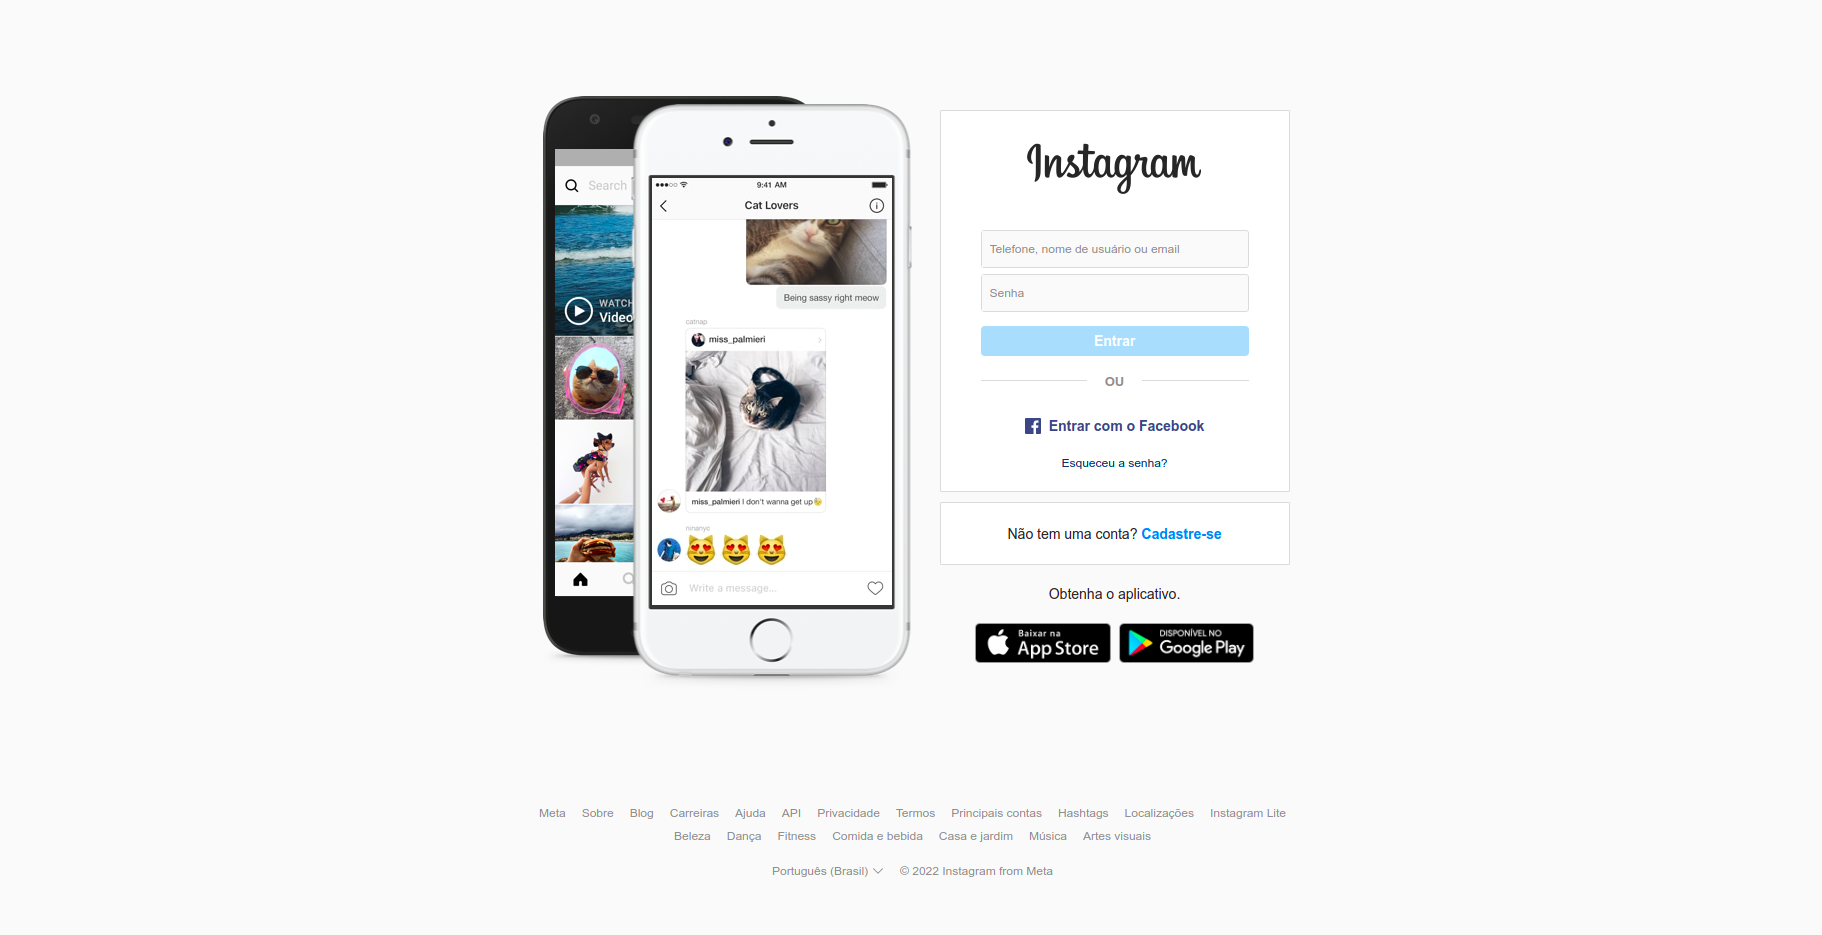 Search
WATCH
Video
9:41 AM
Cat Lovers
Being sassy right meow
catnap
miss_palmieri
miss_palmieri I don't wanna get up
ninanyc
Write a message...
Instagram
Telefone, nome de usuário ou email
Senha
Entrar
OU
Entrar com o Facebook
Esqueceu a senha?
Não tem uma conta? Cadastre-se
Obtenha o aplicativo.
Baixar na
App Store
DISPONÍVEL NO
Google Play
Meta Sobre Blog Carreiras Ajuda API Privacidade Termos Principais contas Hashtags Localizações Instagram Lite
Beleza Dança Fitness Comida e bebida Casa e jardim Música Artes visuais
Português (Brasil) © 2022 Instagram from Meta